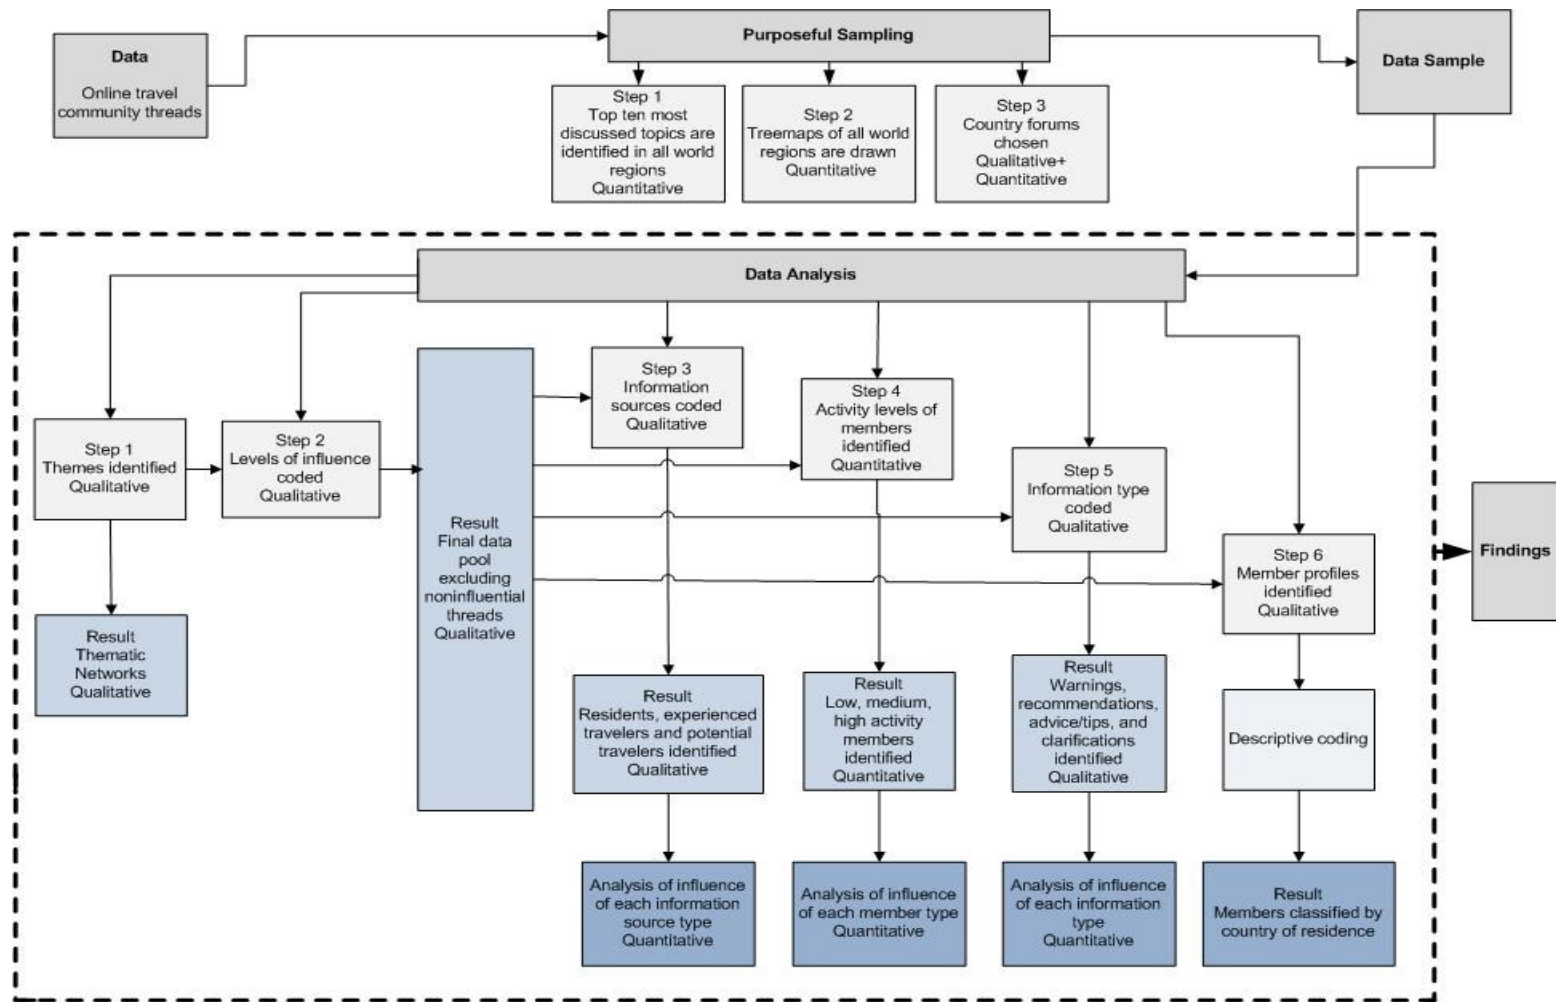 Data
Online travel
community threads
Purposeful Sampling
Data Sample
Step 1
Top ten most
discussed topics are
identified in all world
regions
Quantitative
Step 2
Treemaps of all world
regions are drawn
Quantitative
Step 3
Country forums
chosen
Qualitative+
Quantitative
Data Analysis
Step 1
Themes identified
Qualitative
Step 2
Levels of influence
coded
Qualitative
Result
Final data
pool
excluding
noninfluential
threads
Qualitative
Step 3
Information
sources coded
Qualitative
Step 4
Activity levels of
members
identified
Quantitative
Step 5
Information type
coded
Qualitative
Step 6
Member profiles
identified
Qualitative
Findings
Result
Thematic
Networks
Qualitative
Result
Residents, experienced
travelers and potential
travelers identified
Qualitative
Result
Low, medium,
high activity
members
identified
Quantitative
Result
Warnings,
recommendations,
advice/tips, and
clarifications
identified
Qualitative
Descriptive coding
Analysis of influence
of each information
source type
Quantitative
Analysis of influence
of each member type
Quantitative
Analysis of influence
of each information
type
Quantitative
Result
Members classified by
country of residence